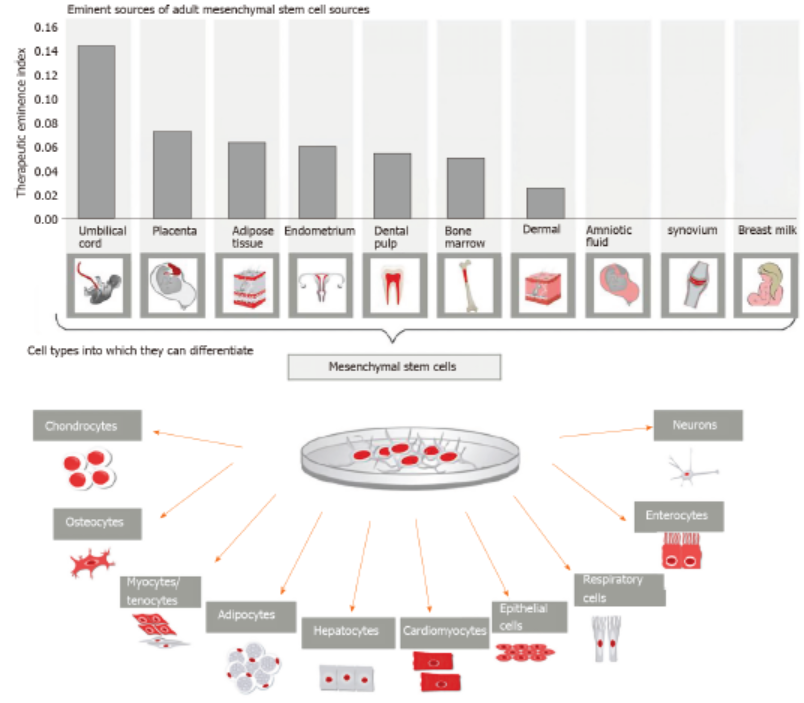 Eminent sources of adult mesenchymal stem cell sources
Therapeutic eminence index
0.16
0.14
0.12
0.10
0.08
0.06
0.04
0.02
0.00
Umbilical
cord
Placenta
Adipose
tissue
Endometrium
Dental
pulp
Bone
marrow
Dermal
Amniotic
fluid
synovium
Breast milk
Cell types into which they can differentiate
Mesenchymal stem cells
Chondrocytes
Neurons
Osteocytes
Enterocytes
Myocytes/
tenocytes
Respiratory
cells
Adipocytes
Epithelial
cells
Hepatocytes
Cardiomyocytes